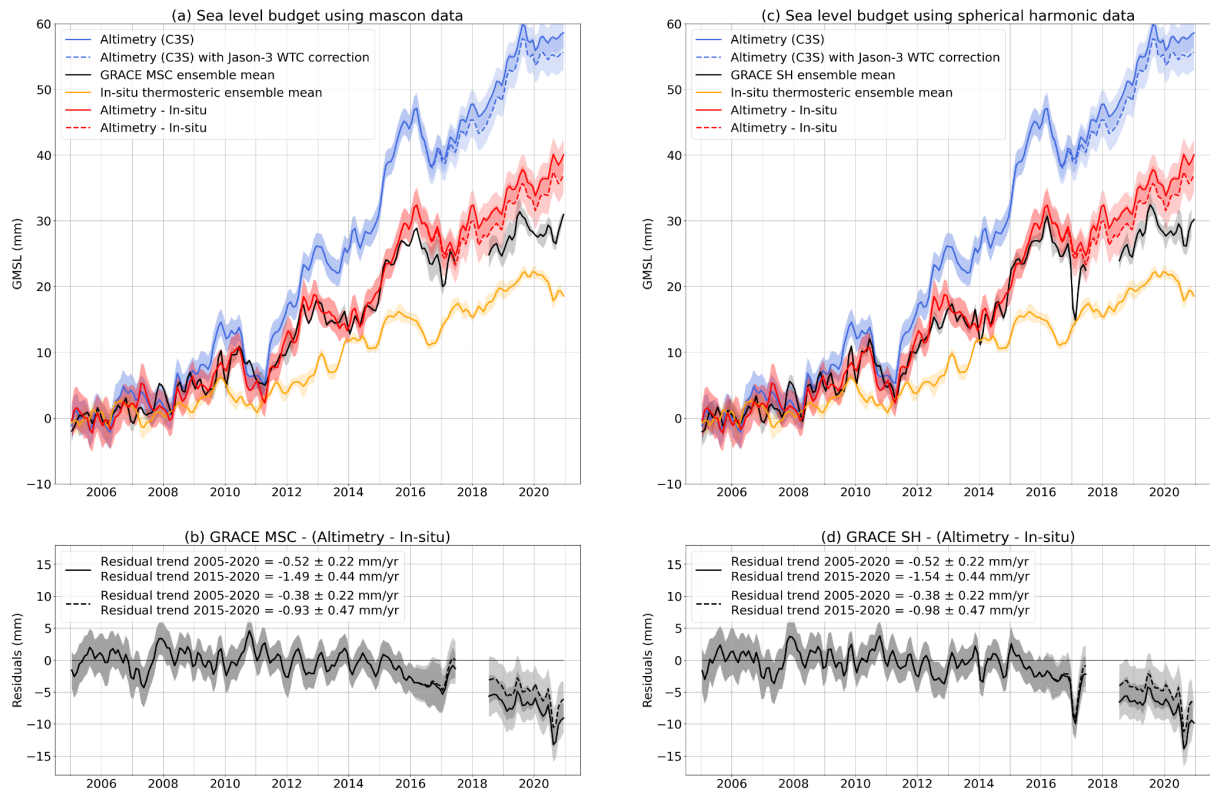 (a) Sea level budget using mascon data
60
50
40
30
20
10
0
−10
GMSL (mm)
Altimetry (C3S)
Altimetry (C3S) with Jason-3 WTC correction
GRACE MSC ensemble mean
In-situ thermosteric ensemble mean
Altimetry - In-situ
Altimetry - In-situ
2006 2008 2010 2012 2014 2016 2018 2020
(c) Sea level budget using spherical harmonic data
60
50
40
30
20
10
0
−10
GMSL (mm)
Altimetry (C3S)
Altimetry (C3S) with Jason-3 WTC correction
GRACE SH ensemble mean
In-situ thermosteric ensemble mean
Altimetry - In-situ
Altimetry - In-situ
2006 2008 2010 2012 2014 2016 2018 2020
(b) GRACE MSC - (Altimetry - In-situ)
15
10
5
0
−5
−10
−15
Residuals (mm)
Residual trend 2005-2020 = -0.52 ± 0.22 mm/yr
Residual trend 2015-2020 = -1.49 ± 0.44 mm/yr
Residual trend 2005-2020 = -0.38 ± 0.22 mm/yr
Residual trend 2015-2020 = -0.93 ± 0.47 mm/yr
2006 2008 2010 2012 2014 2016 2018 2020
(d) GRACE SH - (Altimetry - In-situ)
15
10
5
0
−5
−10
−15
Residuals (mm)
Residual trend 2005-2020 = -0.52 ± 0.22 mm/yr
Residual trend 2015-2020 = -1.54 ± 0.44 mm/yr
Residual trend 2005-2020 = -0.38 ± 0.22 mm/yr
Residual trend 2015-2020 = -0.98 ± 0.47 mm/yr
2006 2008 2010 2012 2014 2016 2018 2020